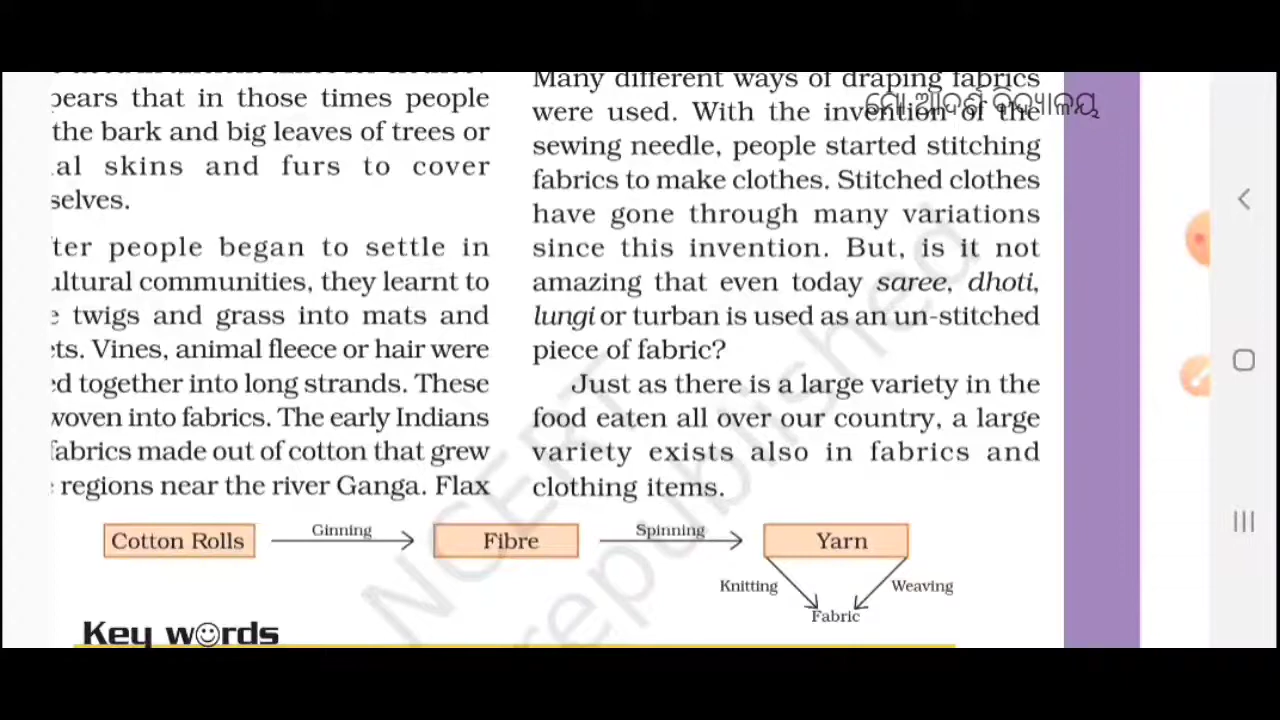 pears that in those times people
the bark and big leaves of trees or
al skins and furs to cover
selves.
ter people began to settle in
ultural communities, they learnt to
twigs and grass into mats and
ts. Vines, animal fleece or hair were
ed together into long strands. These
woven into fabrics. The early Indians
fabrics made out of cotton that grew
regions near the river Ganga. Flax
Many different ways of draping fabrics
were used. With the invention of the
sewing needle, people started stitching
fabrics to make clothes. Stitched clothes
have gone through many variations
since this invention. But, is it not
amazing that even today saree, dhoti,
lungi or turban is used as an un-stitched
piece of fabric?
Just as there is a large variety in the
food eaten all over our country, a large
variety exists also in fabrics and
clothing items.
ମୋ ଆଦର୍ଶ ବିଦ୍ୟାଳୟ
Cotton Rolls
Ginning
Fibre
Spinning
Yarn
Knitting
Weaving
Fabric
Key words
NCERT
republished